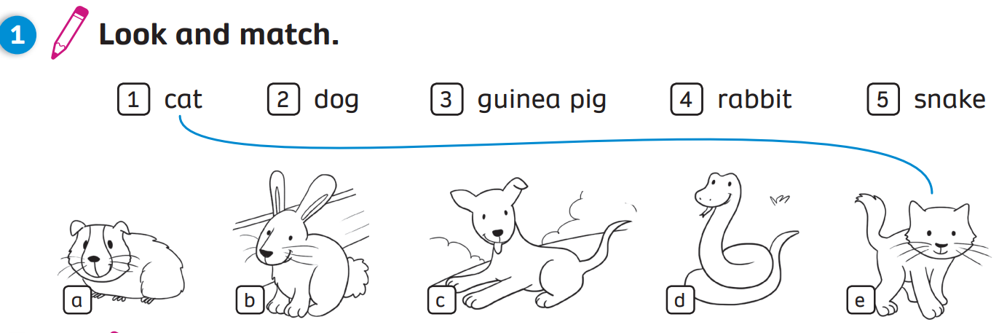 1 Look and match.
1 cat 2 dog 3 guinea pig 4 rabbit 5 snake
a b c d e